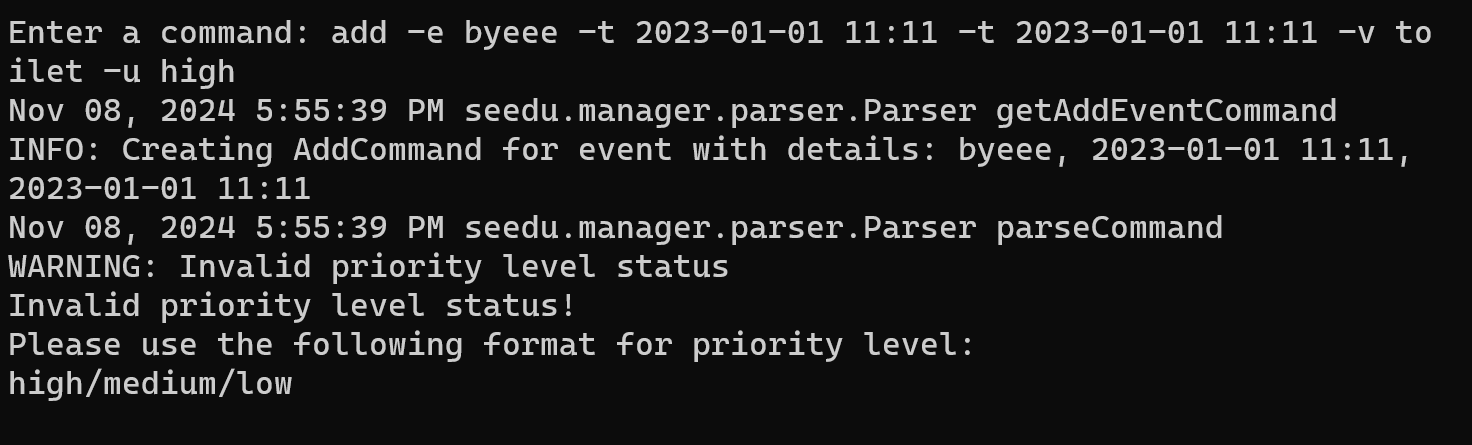 Enter a command: add -e byeee -t 2023-01-01 11:11 -t 2023-01-01 11:11 -v to
ilet -u high
Nov 08, 2024 5:55:39 PM seedu.manager.parser.Parser getAddEventCommand
INFO: Creating AddCommand for event with details: byeee, 2023-01-01 11:11,
2023-01-01 11:11
Nov 08, 2024 5:55:39 PM seedu.manager.parser.Parser parseCommand
WARNING: Invalid priority level status
Invalid priority level status!
Please use the following format for priority level:
high/medium/low